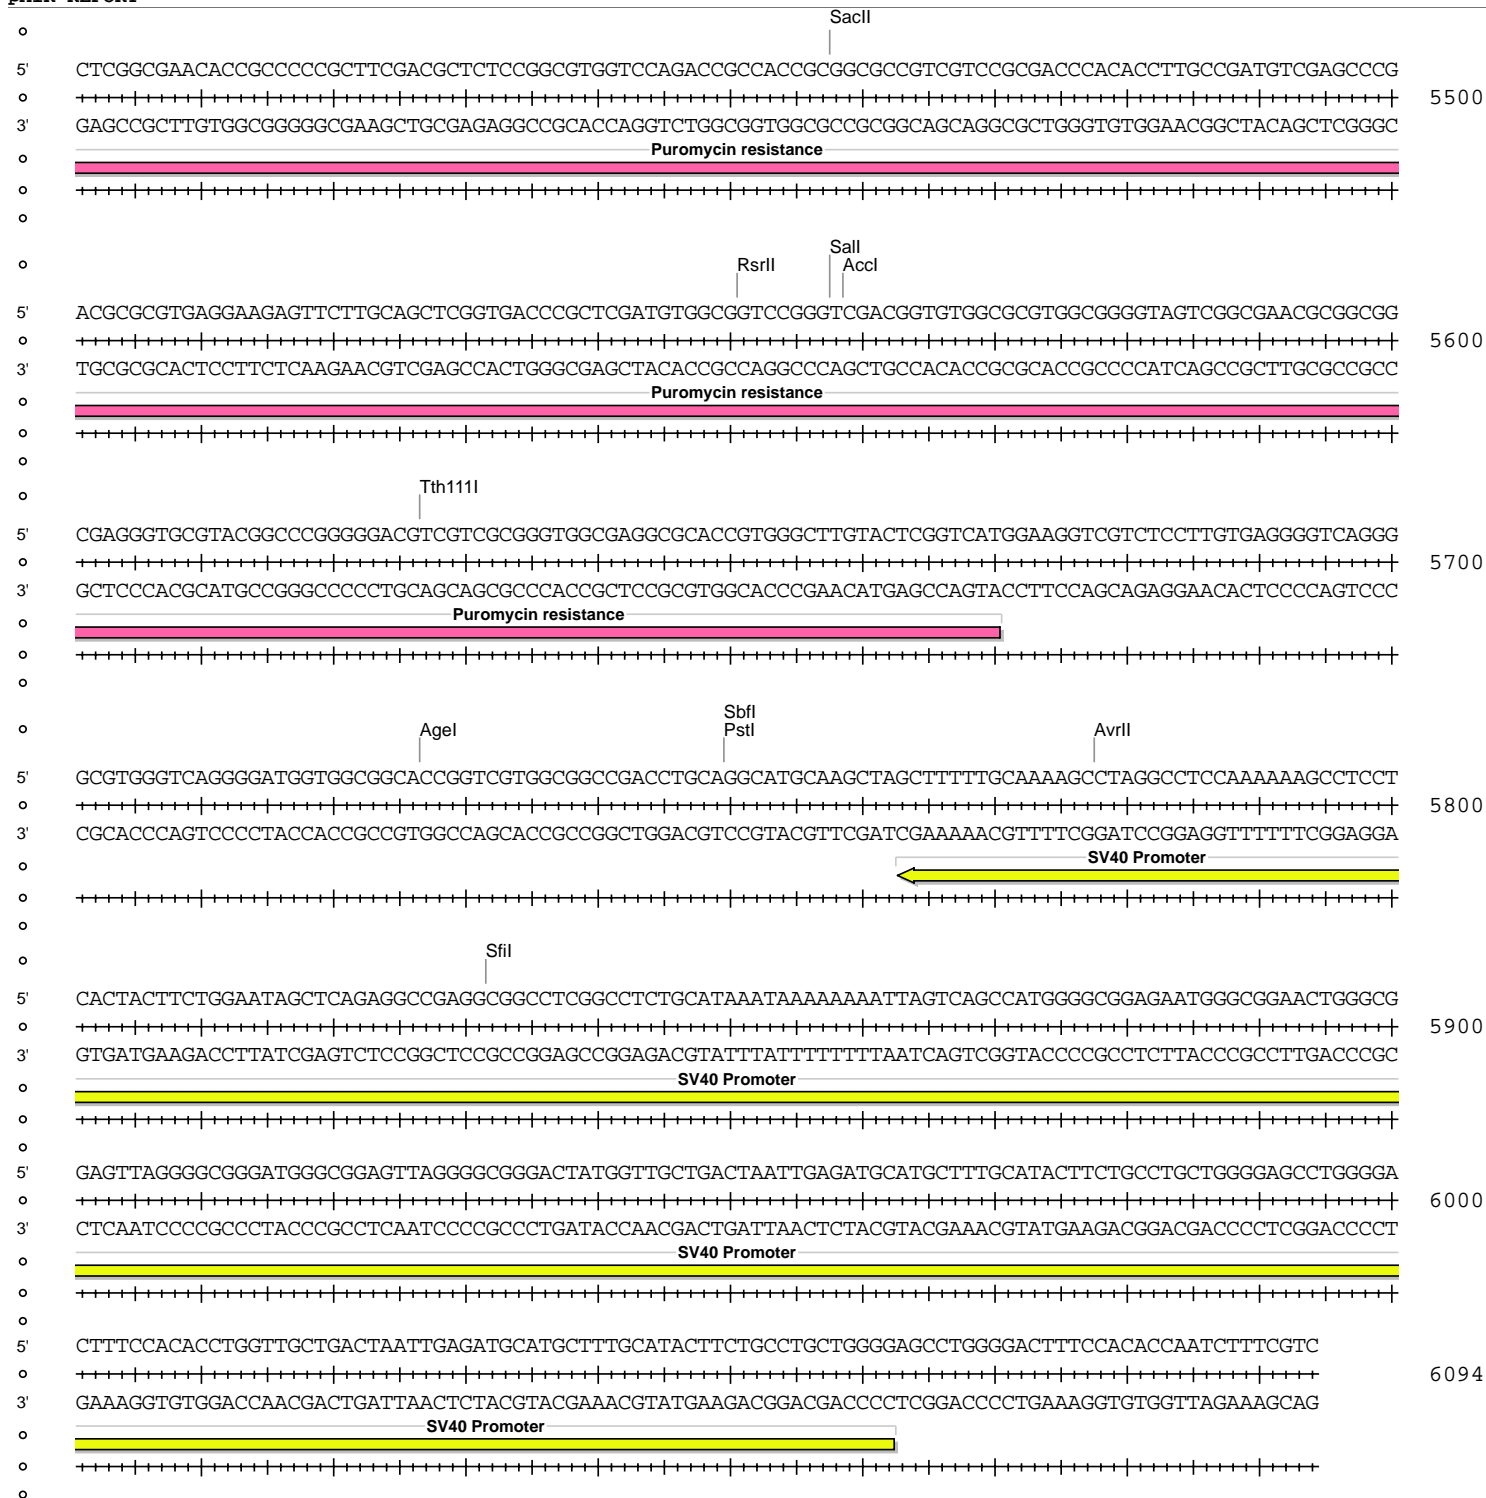 SacII
5' CTCGGCGAACACCGCCCCCGCTTCGACGCTCTCCGGCGTGGTCCAGACCGCCACCGCGGCGCCGTCGTCCGCGACCCACACCTTGCCGATGTCGAGCCCG
5500
3' GAGCCGCTTGTGGCGGGGGCGAAGCTGCGAGAGGCCGCACCAGGTCTGGCGGTGGCGCCGCGGCAGCAGGCGCTGGGTGTGGAACGGCTACAGCTCGGGC
Puromycin resistance
SalI
RsrII AccI
5' ACGCGCGTGAGGAAGAGTTCTTGCAGCTCGGTGACCCGCTCGATGTGGCGGTCCGGGTCGACGGTGTGGCGCGTGGCGGGGTAGTCGGCGAACGCGGCGG
5600
3' TGCGCGCACTCCTTCTCAAGAACGTCGAGCCACTGGGCGAGCTACACCGCCAGGCCCAGCTGCCACACCGCGCACCGCCCCATCAGCCGCTTGCGCCGCC
Puromycin resistance
Tth111I
5' CGAGGGTGCGTACGGCCCGGGGGACGTCGTCGCGGGTGGCGAGGCGCACCGTGGGCTTGTACTCGGTCATGGAAGGTCGTCTCCTTGTGAGGGGTCAGGG
5700
3' GCTCCCACGCATGCCGGGCCCCCTGCAGCAGCGCCCACCGCTCCGCGTGGCACCCGAACATGAGCCAGTACCTTCCAGCAGAGGAACACTCCCCAGTCCC
Puromycin resistance
SbfI
AgeI PstI AvrII
5' GCGTGGGTCAGGGGATGGTGGCGGCACCGGTCGTGGCGGCCGACCTGCAGGCATGCAAGCTAGCTTTTTGCAAAAGCCTAGGCCTCCAAAAAAGCCTCCT
5800
3' CGCACCCAGTCCCCTACCACCGCCGTGGCCAGCACCGCCGGCTGGACGTCCGTACGTTCGATCGAAAAACGTTTTCGGATCCGGAGGTTTTTTCGGAGGA
SV40 Promoter
SfiI
5' CACTACTTCTGGAATAGCTCAGAGGCCGAGGCGGCCTCGGCCTCTGCATAAATAAAAAAAATTAGTCAGCCATGGGGCGGAGAATGGGCGGAACTGGGCG
5900
3' GTGATGAAGACCTTATCGAGTCTCCGGCTCCGCCGGAGCCGGAGACGTATTTATTTTTTTTAATCAGTCGGTACCCCGCCTCTTACCCGCCTTGACCCGC
SV40 Promoter
5' GAGTTAGGGGCGGGATGGGCGGAGTTAGGGGCGGGACTATGGTTGCTGACTAATTGAGATGCATGCTTTGCATACTTCTGCCTGCTGGGGAGCCTGGGGA
6000
3' CTCAATCCCCGCCCTACCCGCCTCAATCCCCGCCCTGATACCAACGACTGATTAACTCTACGTACGAAACGTATGAAGACGGACGACCCCTCGGACCCCT
SV40 Promoter
5' CTTTCCACACCTGGTTGCTGACTAATTGAGATGCATGCTTTGCATACTTCTGCCTGCTGGGGAGCCTGGGGACTTTCCACACCAATCTTTCGTC
6094
3' GAAAGGTGTGGACCAACGACTGATTAACTCTACGTACGAAACGTATGAAGACGGACGACCCCTCGGACCCCTGAAAGGTGTGGTTAGAAAGCAG
SV40 Promoter